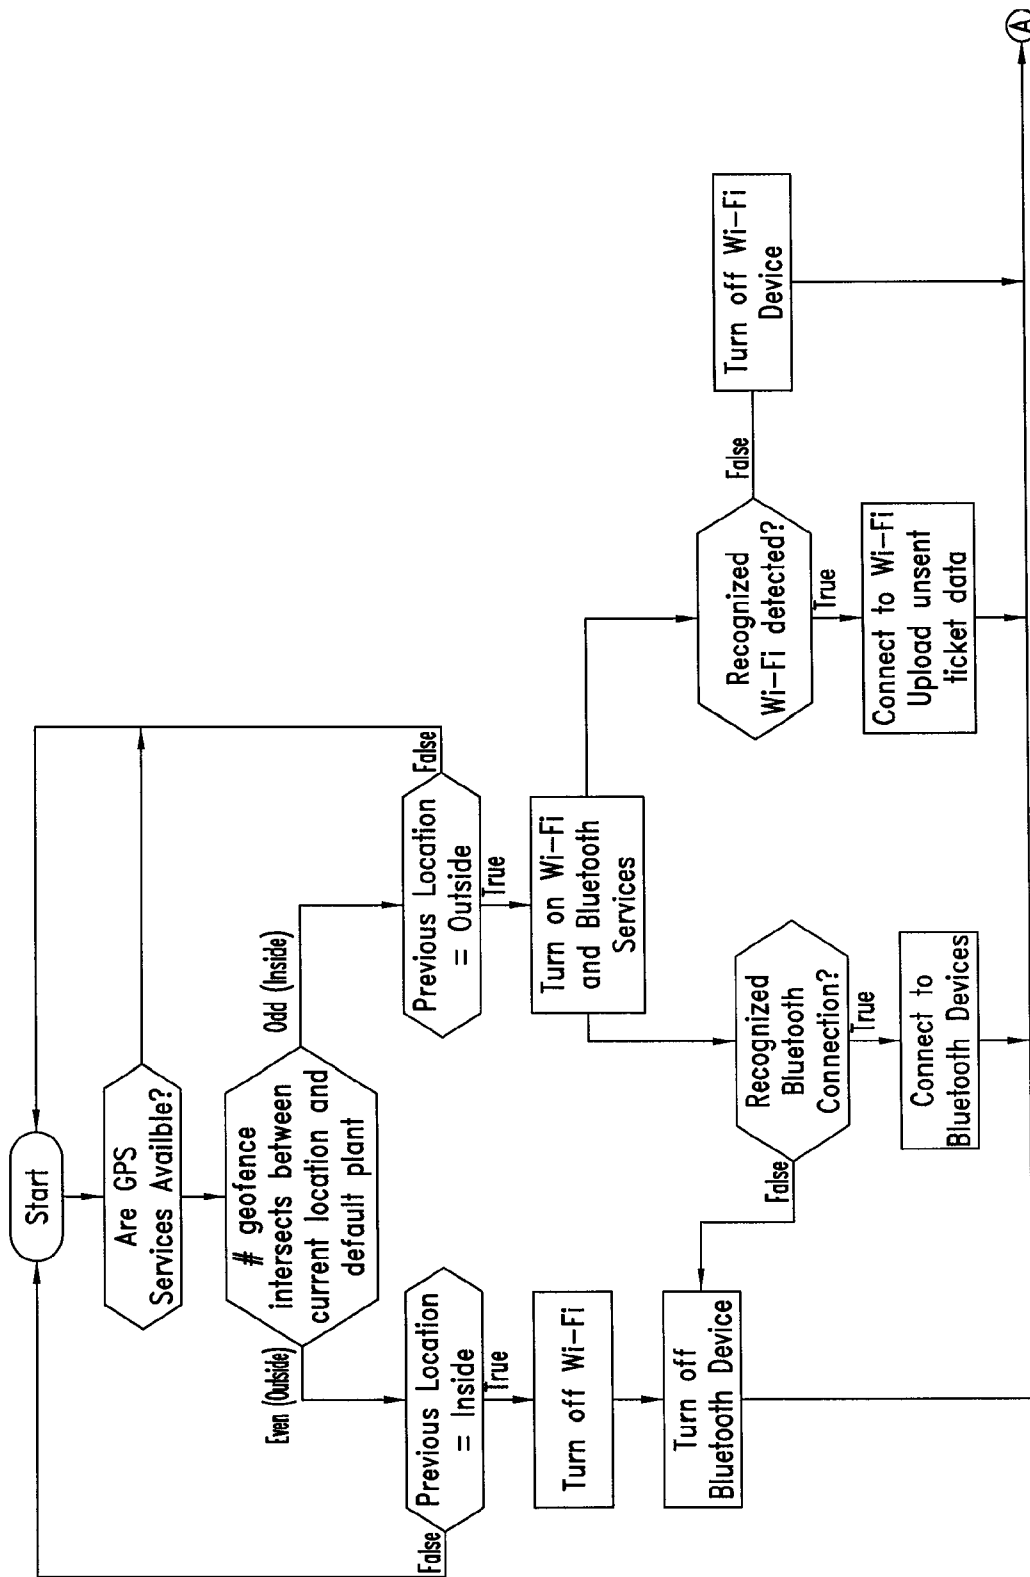 Start
Are GPS
Services Availble?
# geofence
intersects between
current location and
default plant
Even (Outside)
Odd (Inside)
Previous Location
= Inside
False
True
Previous Location
= Outside
False
True
Turn off Wi-Fi
Turn on Wi-Fi
and Bluetooth
Services
Turn off
Bluetooth Device
Recognized
Bluetooth
Connection?
False
True
Recognized
Wi-Fi detected?
False
True
Turn off Wi-Fi
Device
Connect to
Bluetooth Devices
Connect to Wi-Fi
Upload unsent
ticket data
A